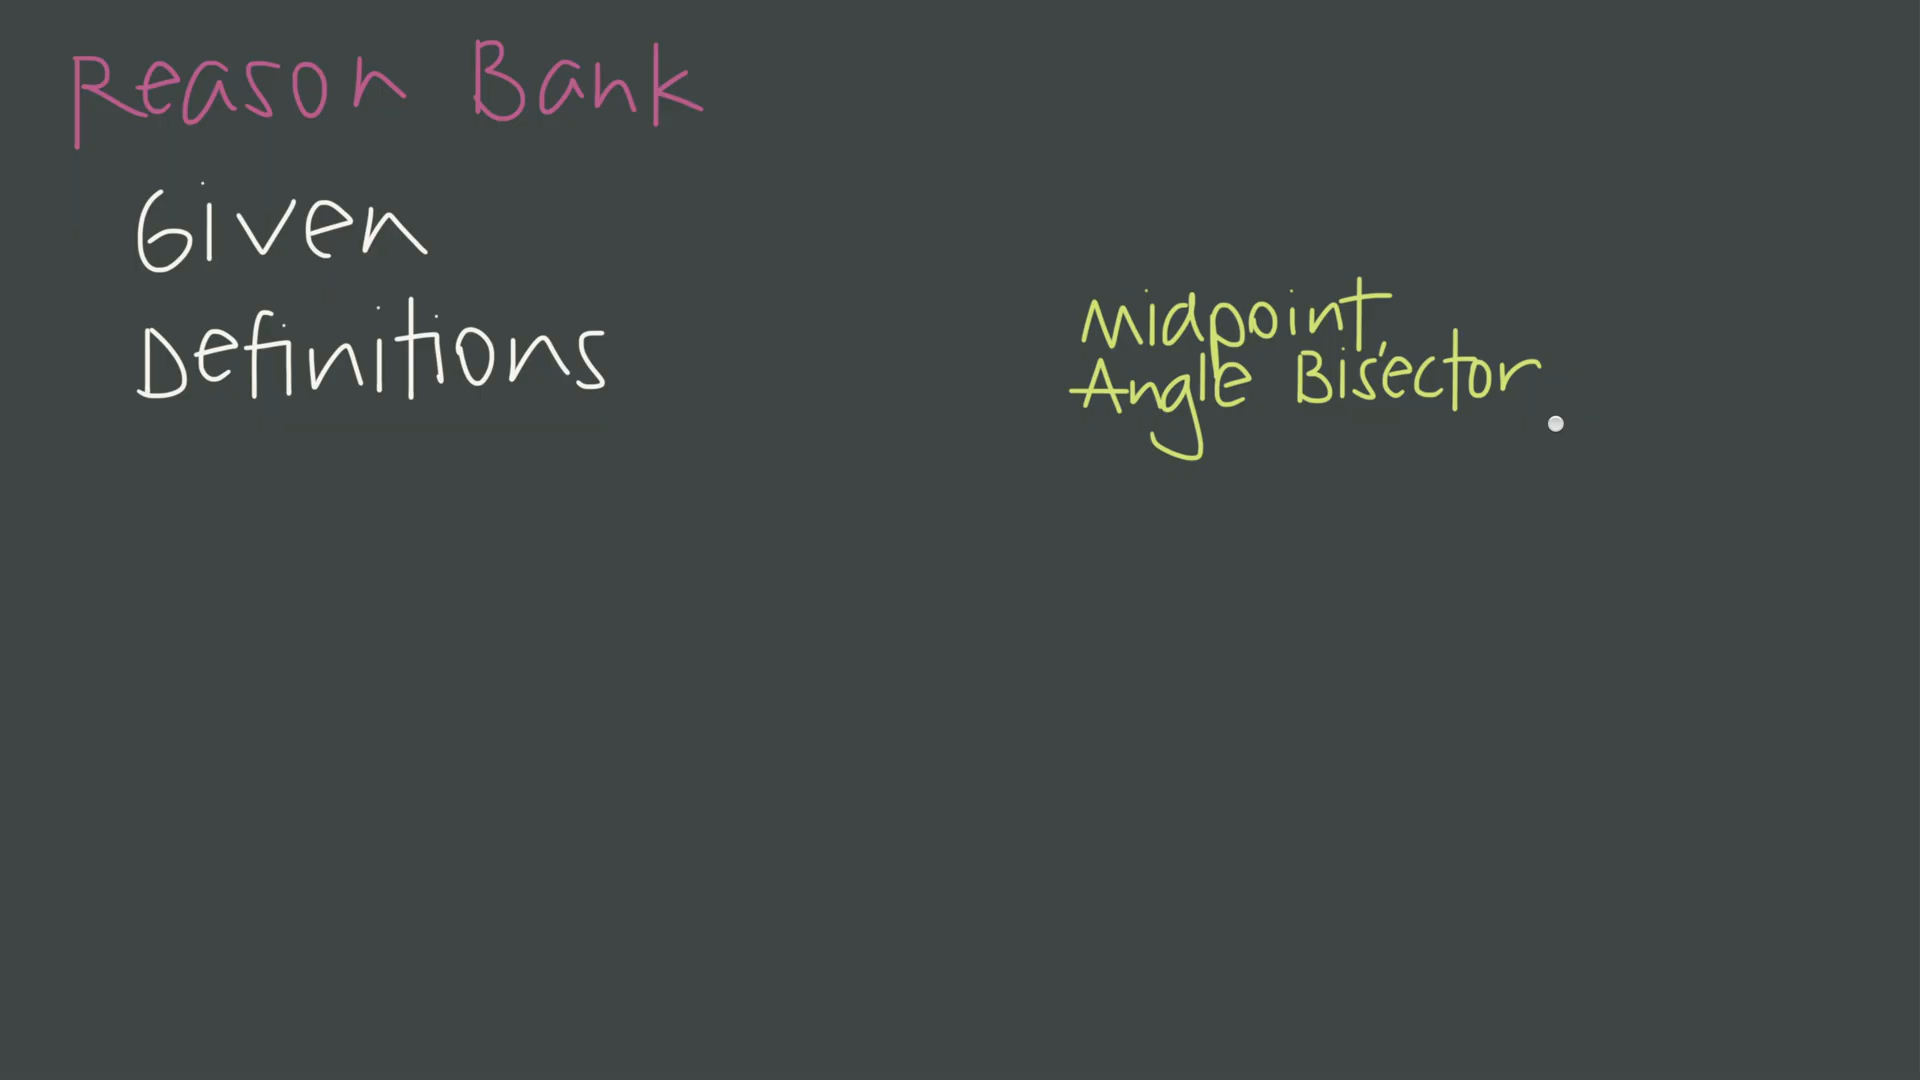 Reason Bank
Given
Definitions
Midpoint,
Angle Bisector